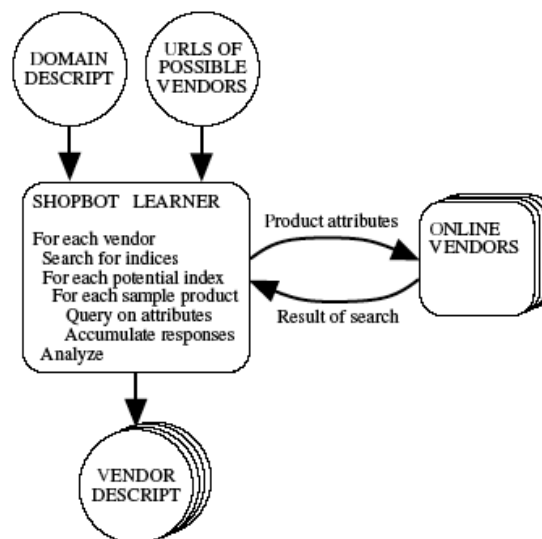 DOMAIN
DESCRIPT
URLS OF
POSSIBLE
VENDORS
SHOPBOT LEARNER
For each vendor
Search for indices
For each potential index
For each sample product
Query on attributes
Accumulate responses
Analyze
Product attributes
Result of search
ONLINE
VENDORS
VENDOR
DESCRIPT